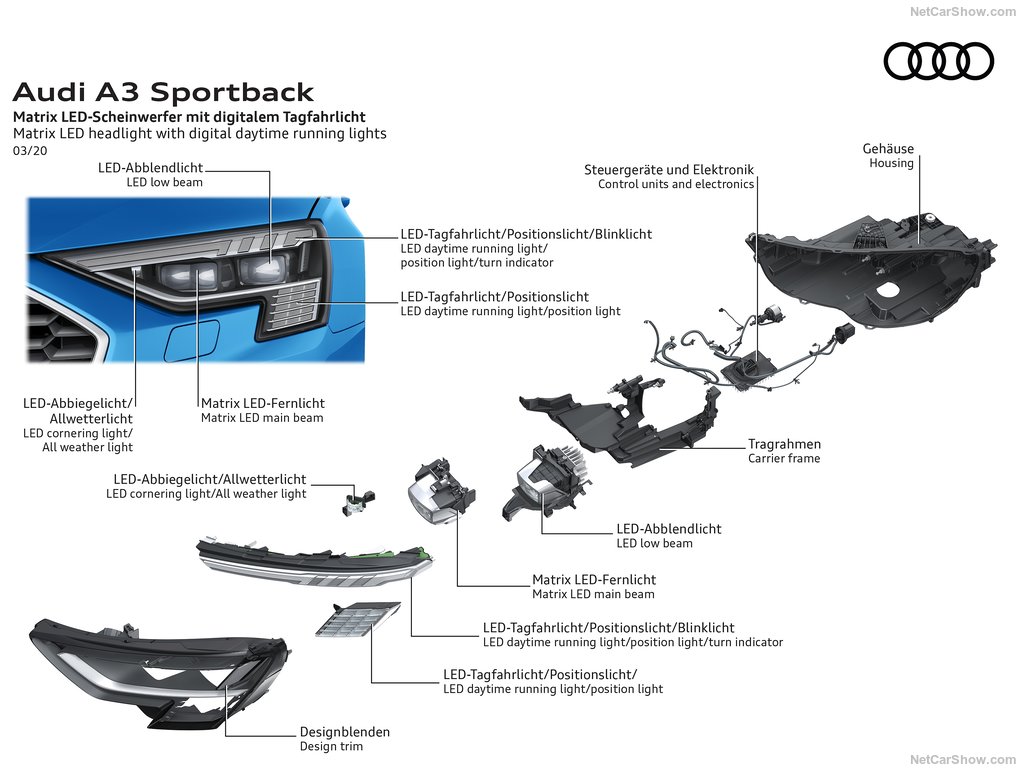 NetCarShow.com
Audi A3 Sportback
Matrix LED-Scheinwerfer mit digitalem Tagfahrlicht
Matrix LED headlight with digital daytime running lights
03/20
LED-Abblendlicht
LED low beam
Steuergeräte und Elektronik
Control units and electronics
Gehäuse
Housing
LED-Tagfahrlicht/Positionslicht/Blinklicht
LED daytime running light/
position light/turn indicator
LED-Tagfahrlicht/Positionslicht
LED daytime running light/position light
LED-Abbiegelicht/
Allwetterlicht
LED cornering light/
All weather light
Matrix LED-Fernlicht
Matrix LED main beam
Tragrahmen
Carrier frame
LED-Abbiegelicht/Allwetterlicht
LED cornering light/All weather light
LED-Abblendlicht
LED low beam
Matrix LED-Fernlicht
Matrix LED main beam
LED-Tagfahrlicht/Positionslicht/Blinklicht
LED daytime running light/position light/turn indicator
LED-Tagfahrlicht/Positionslicht/
LED daytime running light/position light
Designblenden
Design trim
NetCarShow.com